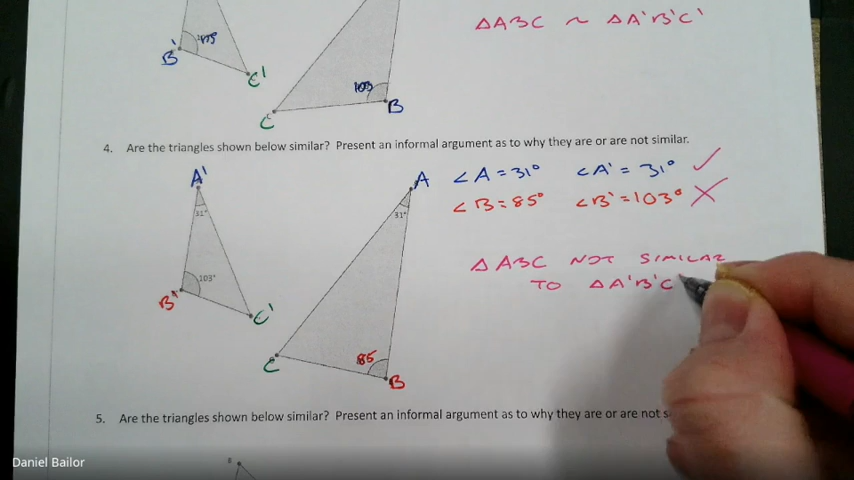 ΔABC ~ ΔA'B'C'
B'
C'
103
C
B
4. Are the triangles shown below similar? Present an informal argument as to why they are or are not similar.
A'
A
∠A = 31° ∠A' = 31° ✓
∠B = 85° ∠B' = 103° X
31°
31°
ΔABC NOT SIMILAR
TO ΔA'B'C'
103°
B'
C'
C
85
B
5. Are the triangles shown below similar? Present an informal argument as to why they are or are not s
Daniel Bailor